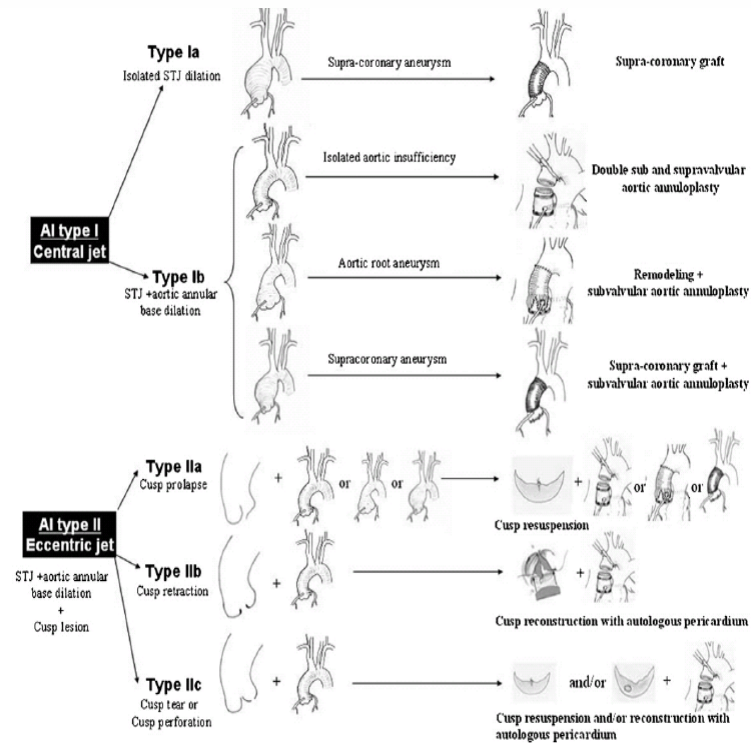 Type Ia
Isolated STJ dilation
Supra-coronary aneurysm
Supra-coronary graft
AI type I
Central jet
Type Ib
STJ +aortic annular
base dilation
Isolated aortic insufficiency
Double sub and supravalvular
aortic annuloplasty
Aortic root aneurysm
Remodeling +
subvalvular aortic annuloplasty
Supracoronary aneurysm
Supra-coronary graft +
subvalvular aortic annuloplasty
AI type II
Eccentric jet
STJ +aortic annular
base dilation
+
Cusp lesion
Type IIa
Cusp prolapse
+ or or + or or
Cusp resuspension
Type IIb
Cusp retraction
+ +
Cusp reconstruction with autologous pericardium
Type IIc
Cusp tear or
Cusp perforation
+ and/or +
Cusp resuspension and/or reconstruction with
autologous pericardium